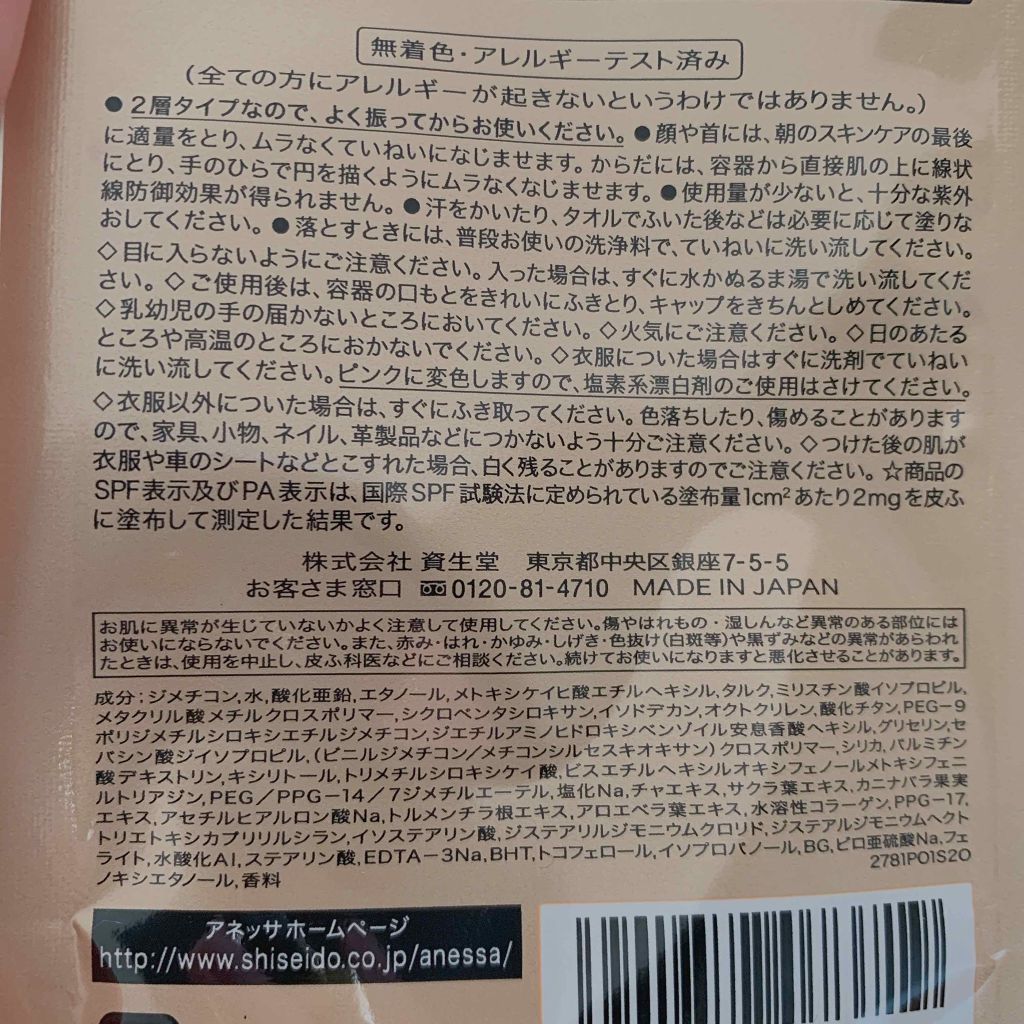 無着色・アレルギーテスト済み
(全ての方にアレルギーが起きないというわけではありません。)
●2層タイプなので、よく振ってからお使いください。●顔や首には、朝のスキンケアの最後
に適量をとり、ムラなくていねいになじませます。からだには、容器から直接肌の上に線状
にとり、手のひらで円を描くようにムラなくなじませます。●使用量が少ないと、十分な紫外
線防御効果が得られません。●汗をかいたり、タオルでふいた後などは必要に応じて塗りな
おしてください。●落とすときには、普段お使いの洗浄料で、ていねいに洗い流してください。
◇目に入らないようにご注意ください。入った場合は、すぐに水かぬるま湯で洗い流してくだ
さい。◇ご使用後は、容器の口もとをきれいにふきとり、キャップをきちんとしめてください。
◇乳幼児の手の届かないところにおいてください。◇火気にご注意ください。◇日のあたる
ところや高温のところにおかないでください。◇衣服についた場合はすぐに洗剤でていねい
に洗い流してください。ピンクに変色しますので、塩素系漂白剤のご使用はさけてください。
◇衣服以外についた場合は、すぐにふき取ってください。色落ちしたり、傷めることがあります
ので、家具、小物、ネイル、革製品などにつかないよう十分ご注意ください。◇つけた後の肌が
衣服や車のシートなどとこすれた場合、白く残ることがありますのでご注意ください。☆商品の
SPF表示及びPA表示は、国際SPF試験法に定められている塗布量1cm²あたり2mgを皮ふ
に塗布して測定した結果です。
株式会社 資生堂 東京都中央区銀座7-5-5
お客さま窓口 0120-81-4710 MADE IN JAPAN
お肌に異常が生じていないかよく注意して使用してください。傷やはれもの・湿しんなど異常のある部位には
お使いにならないでください。また、赤み・はれ・かゆみ・しげき・色抜け(白斑等)や黒ずみなどの異常があらわれ
たときは、使用を中止し、皮ふ科医などにご相談ください。続けてお使いになりますと悪化させることがあります。
成分:ジメチコン,水,酸化亜鉛,エタノール,メトキシケイヒ酸エチルヘキシル,タルク,ミリスチン酸イソプロピル,
メタクリル酸メチルクロスポリマー,シクロペンタシロキサン,イソドデカン,オクトクリレン,酸化チタン,PEG-9
ポリジメチルシロキシエチルジメチコン,ジエチルアミノヒドロキシベンゾイル安息香酸ヘキシル,グリセリン,セ
バシン酸ジイソプロピル,(ビニルジメチコン/メチコンシルセスキオキサン)クロスポリマー,シリカ,パルミチン
酸デキストリン,キシリトール,トリメチルシロキシケイ酸,ビスエチルヘキシルオキシフェノールメトキシフェニ
ルトリアジン,PEG/PPG-14/7ジメチルエーテル,塩化Na,チャエキス,サクラ葉エキス,カニナバラ果実
エキス,アセチルヒアルロン酸Na,トルメンチラ根エキス,アロエベラ葉エキス,水溶性コラーゲン,PPG-17,
トリエトキシカプリリルシラン,イソステアリン酸,ジステアリルジモニウムクロリド,ジステアルジモニウムヘクト
ライト,水酸化Al,ステアリン酸,EDTA-3Na,BHT,トコフェロール,イソプロパノール,BG,ピロ亜硫酸Na,フェ
ノキシエタノール,香料
2781P01S20
アネッサホームページ
http://www.shiseido.co.jp/anessa/